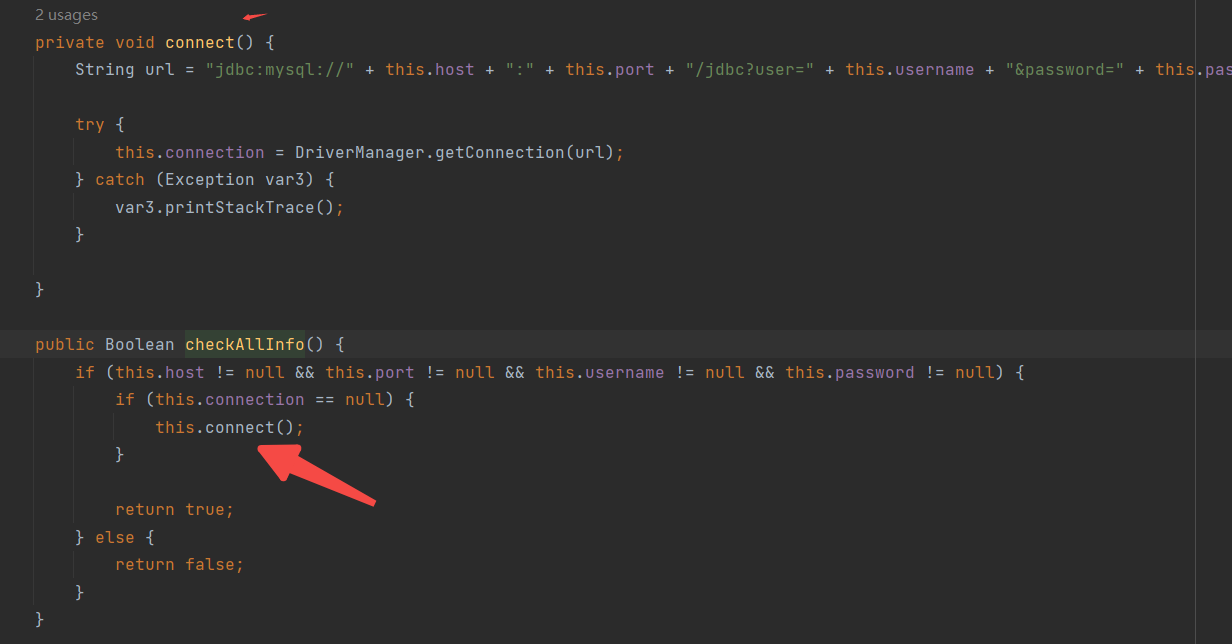 2 usages
private void connect() {
String url = "jdbc:mysql://" + this.host + ":" + this.port + "/jdbc?user=" + this.username + "&password=" + this.pas
try {
this.connection = DriverManager.getConnection(url);
} catch (Exception var3) {
var3.printStackTrace();
}
}
public Boolean checkAllInfo() {
if (this.host != null && this.port != null && this.username != null && this.password != null) {
if (this.connection == null) {
this.connect();
}
return true;
} else {
return false;
}
}